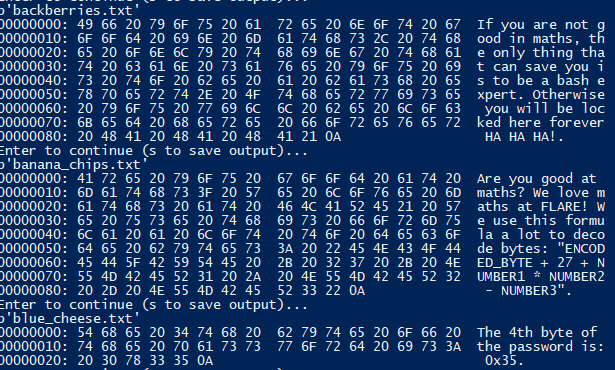 Enter to continue (s to save output)...
b'backberries.txt'
00000000: 49 66 20 79 6F 75 20 61 72 65 20 6E 6F 74 20 67 If you are not g
00000010: 6F 6F 64 20 69 6E 20 6D 61 74 68 73 2C 20 74 68 ood in maths, th
00000020: 65 20 6F 6E 6C 79 20 74 68 69 6E 67 20 74 68 61 e only thing tha
00000030: 74 20 63 61 6E 20 73 61 76 65 20 79 6F 75 20 69 t can save you i
00000040: 73 20 74 6F 20 62 65 20 61 20 62 61 73 68 20 65 s to be a bash e
00000050: 78 70 65 72 74 2E 20 4F 74 68 65 72 77 69 73 65 xpert. Otherwise
00000060: 20 79 6F 75 20 77 69 6C 6C 20 62 65 20 6C 6F 63 you will be loc
00000070: 6B 65 64 20 68 65 72 65 20 66 6F 72 65 76 65 72 ked here forever
00000080: 20 48 41 20 48 41 20 48 41 21 0A HA HA HA!.
Enter to continue (s to save output)...
b'banana_chips.txt'
00000000: 41 72 65 20 79 6F 75 20 67 6F 6F 64 20 61 74 20 Are you good at
00000010: 6D 61 74 68 73 3F 20 57 65 20 6C 6F 76 65 20 6D maths? We love m
00000020: 61 74 68 73 20 61 74 20 46 4C 41 52 45 21 20 57 aths at FLARE! W
00000030: 65 20 75 73 65 20 74 68 69 73 20 66 6F 72 6D 75 e use this formu
00000040: 6C 61 20 61 20 6C 6F 74 20 74 6F 20 64 65 63 6F la a lot to deco
00000050: 64 65 20 62 79 74 65 73 3A 20 22 45 4E 43 4F 44 de bytes: "ENCOD
00000060: 45 44 5F 42 59 54 45 20 2B 20 32 37 20 2B 20 4E ED_BYTE + 27 + N
00000070: 55 4D 42 45 52 31 20 2A 20 4E 55 4D 42 45 52 32 UMBER1 * NUMBER2
00000080: 20 2D 20 4E 55 4D 42 45 52 33 22 0A - NUMBER3".
Enter to continue (s to save output)...
b'blue_cheese.txt'
00000000: 54 68 65 20 34 74 68 20 62 79 74 65 20 6F 66 20 The 4th byte of
00000010: 74 68 65 20 70 61 73 73 77 6F 72 64 20 69 73 3A the password is:
00000020: 20 30 78 33 35 0A 0x35.